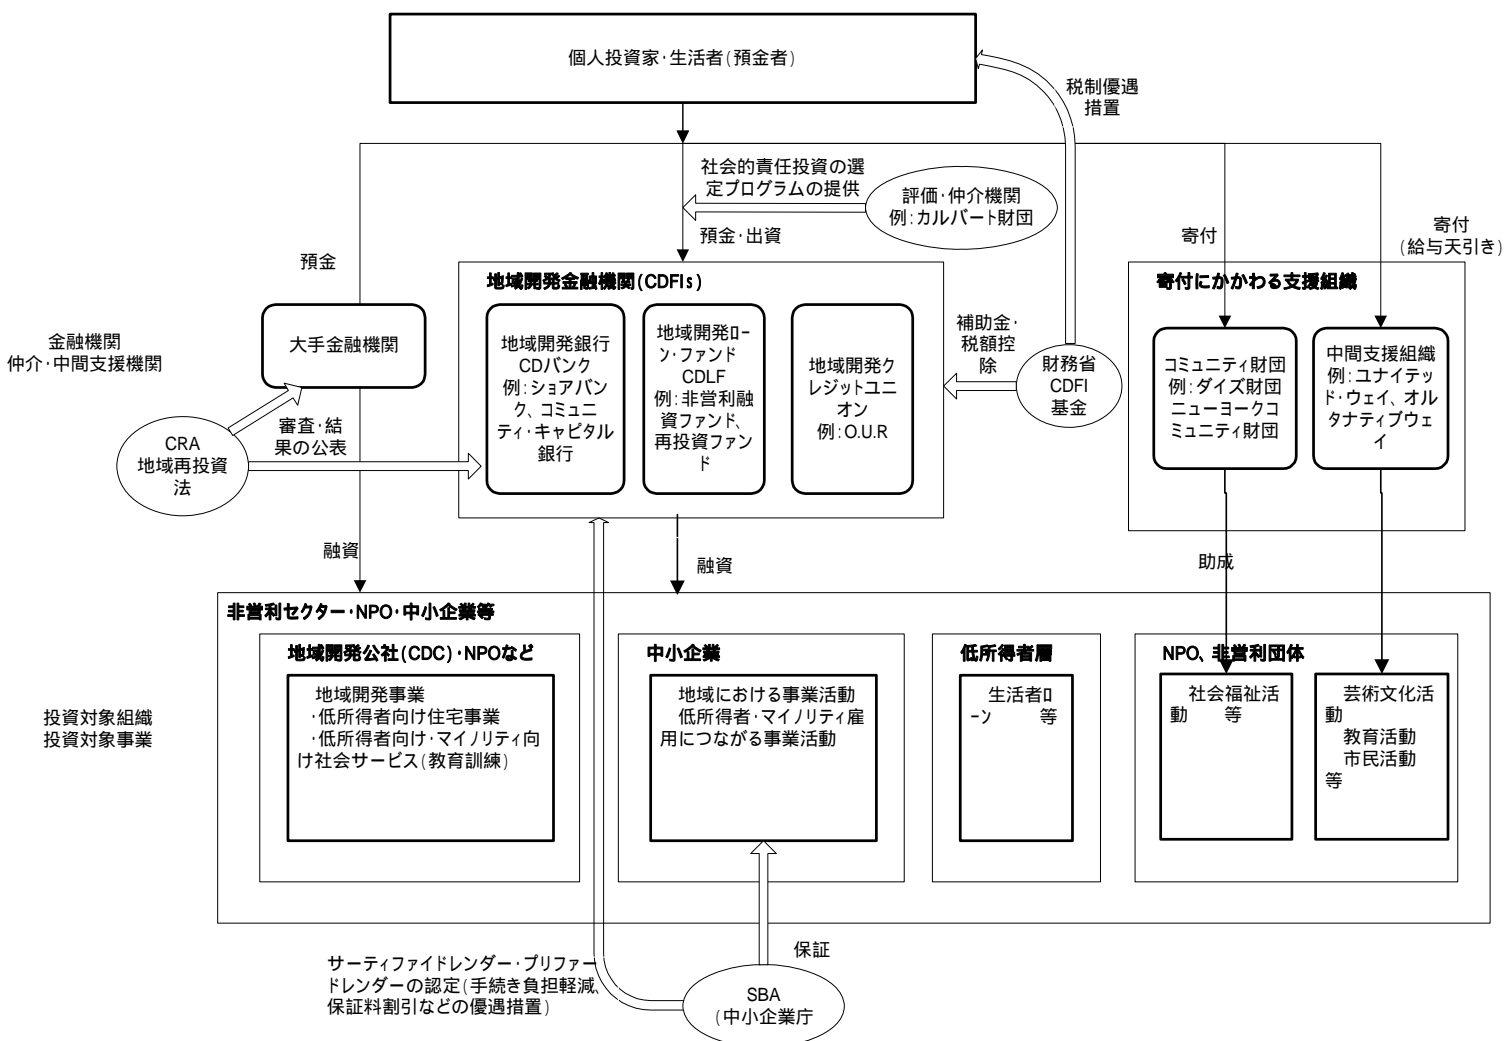 個人投資家・生活者(預金者)
税制優遇
措置
社会的責任投資の選
定プログラムの提供
評価・仲介機関
例:カルバート財団
預金・出資
寄付
寄付
(給与天引き)
預金
地域開発金融機関(CDFIs)
寄付にかかわる支援組織
金融機関
仲介・中間支援機関
大手金融機関
地域開発銀行
CDバンク
例:ショアバン
ク、コミュニ
ティ・キャピタル
銀行
地域開発ロー
ン・ファンド
CDLF
例:非営利融
資ファンド、
再投資ファン
ド
地域開発ク
レジットユニ
オン
例:O.U.R
補助金・
税額控
除
財務省
CDFI
基金
コミュニティ財団
例:ダイズ財団
ニューヨークコ
ミュニティ財団
中間支援組織
例:ユナイテッ
ド・ウェイ、オル
タナティブウェ
イ
CRA
地域再投資
法
審査・結
果の公表
融資
融資
助成
非営利セクター・NPO・中小企業等
地域開発公社(CDC)・NPOなど
中小企業
低所得者層
NPO、非営利団体
投資対象組織
投資対象事業
地域開発事業
・低所得者向け住宅事業
・低所得者向け・マイノリティ向
け社会サービス(教育訓練)
地域における事業活動
低所得者・マイノリティ雇
用につながる事業活動
生活者ロ
ーン 等
社会福祉活
動 等
芸術文化活
動
教育活動
市民活動
等
サーティファイドレンダー・プリファー
ドレンダーの認定(手続き負担軽減、
保証料割引などの優遇措置)
保証
SBA
(中小企業庁